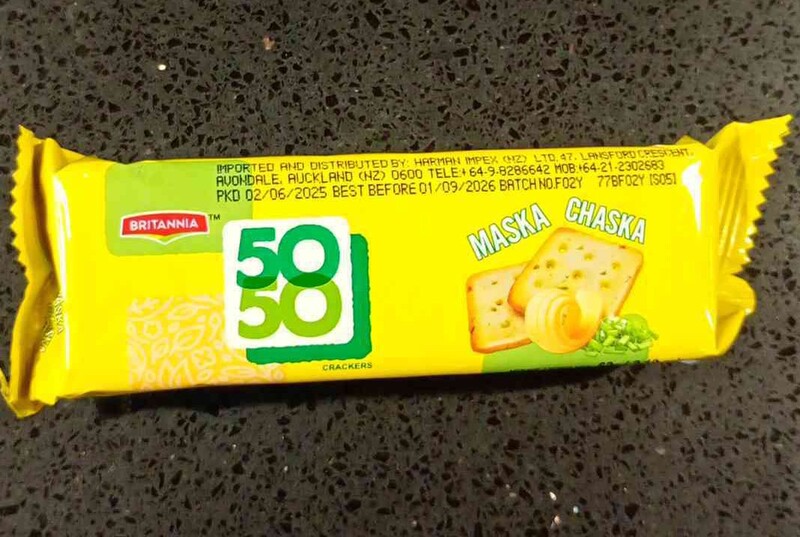 IMPORTED AND DISTRIBUTED BY: HARMAN IMPEX (NZ) LTD, 47, LANSFORD CRESCENT,
AVONDALE, AUCKLAND (NZ) 0600 TELE:+64-9-8286642 MOB:+64-21-2302683
PKD 02/06/2025 BEST BEFORE 01/09/2026 BATCH NO.F02Y 77BF02Y [S05]
BRITANNIA TM
50
50
CRACKERS
MASKA CHASKA